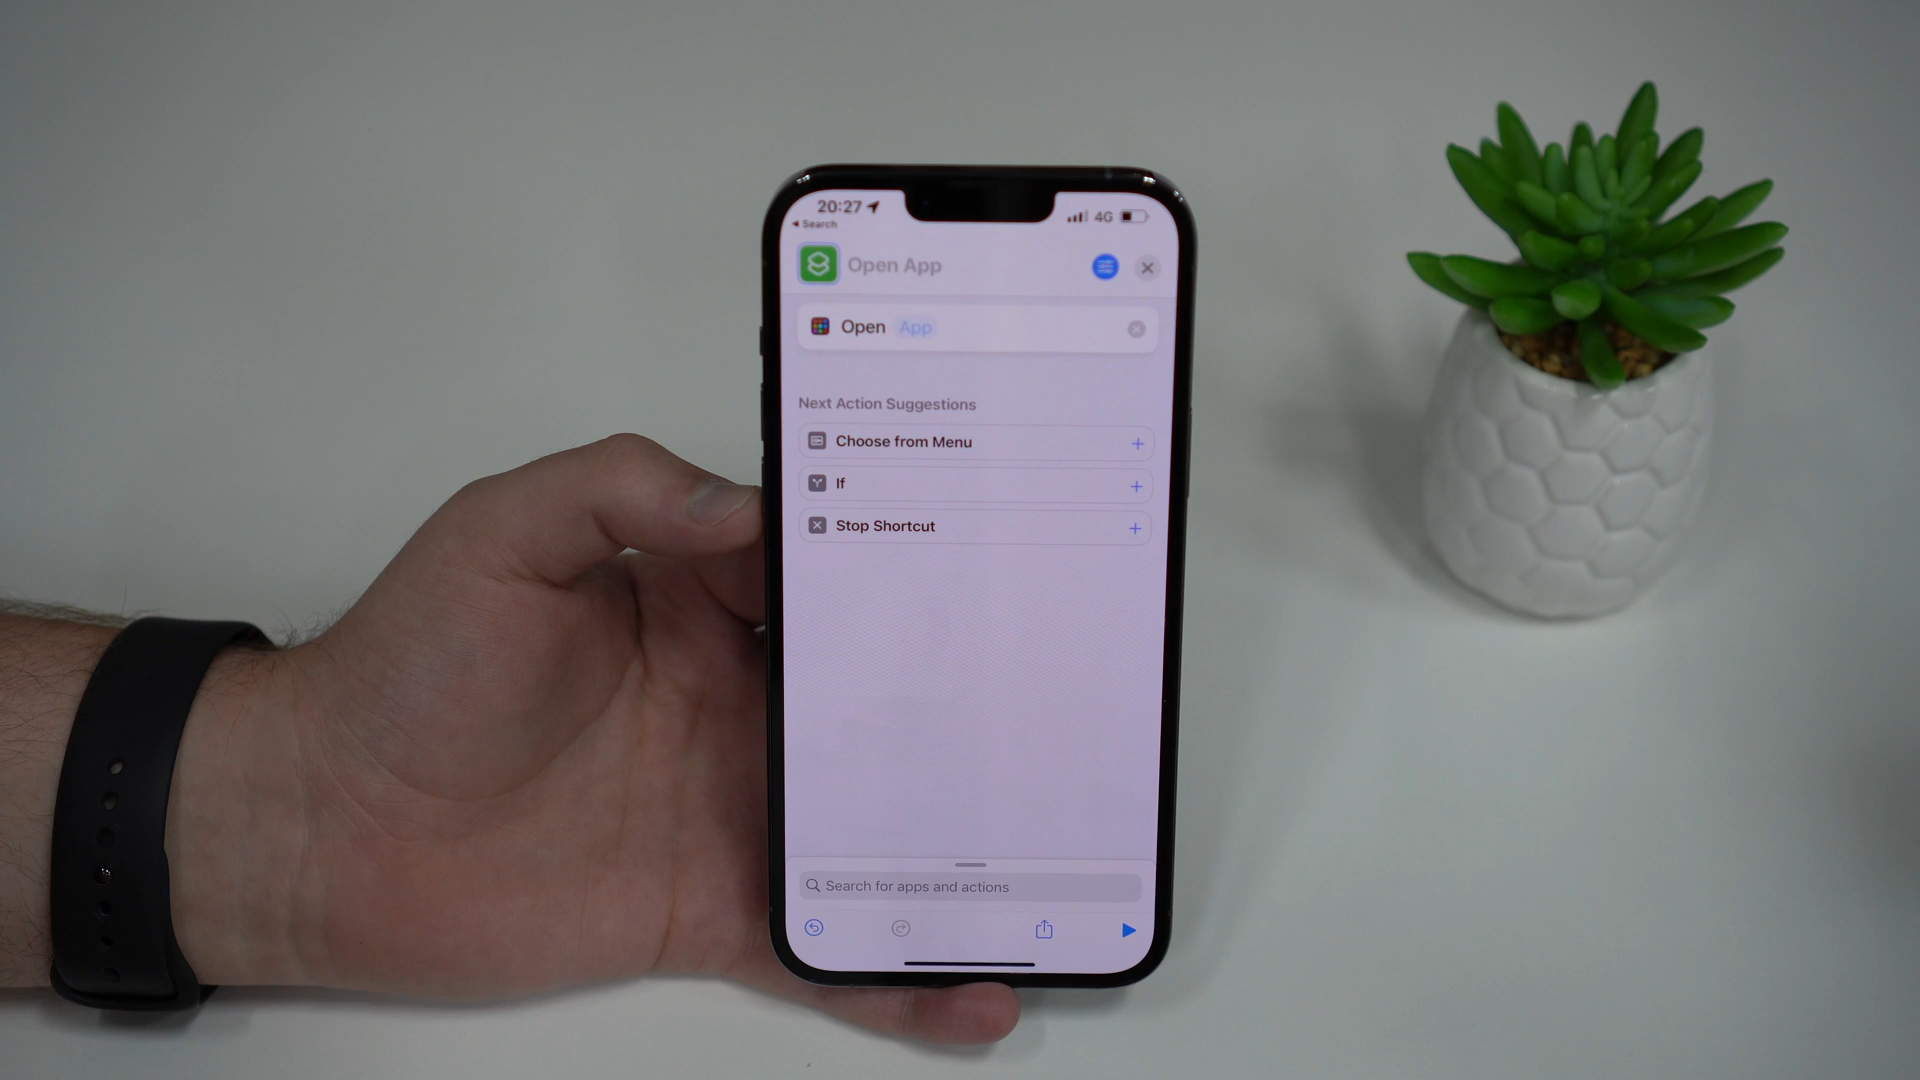 20:27
4G
Search
Open App
Open App
Next Action Suggestions
Choose from Menu
If
Stop Shortcut
Search for apps and actions